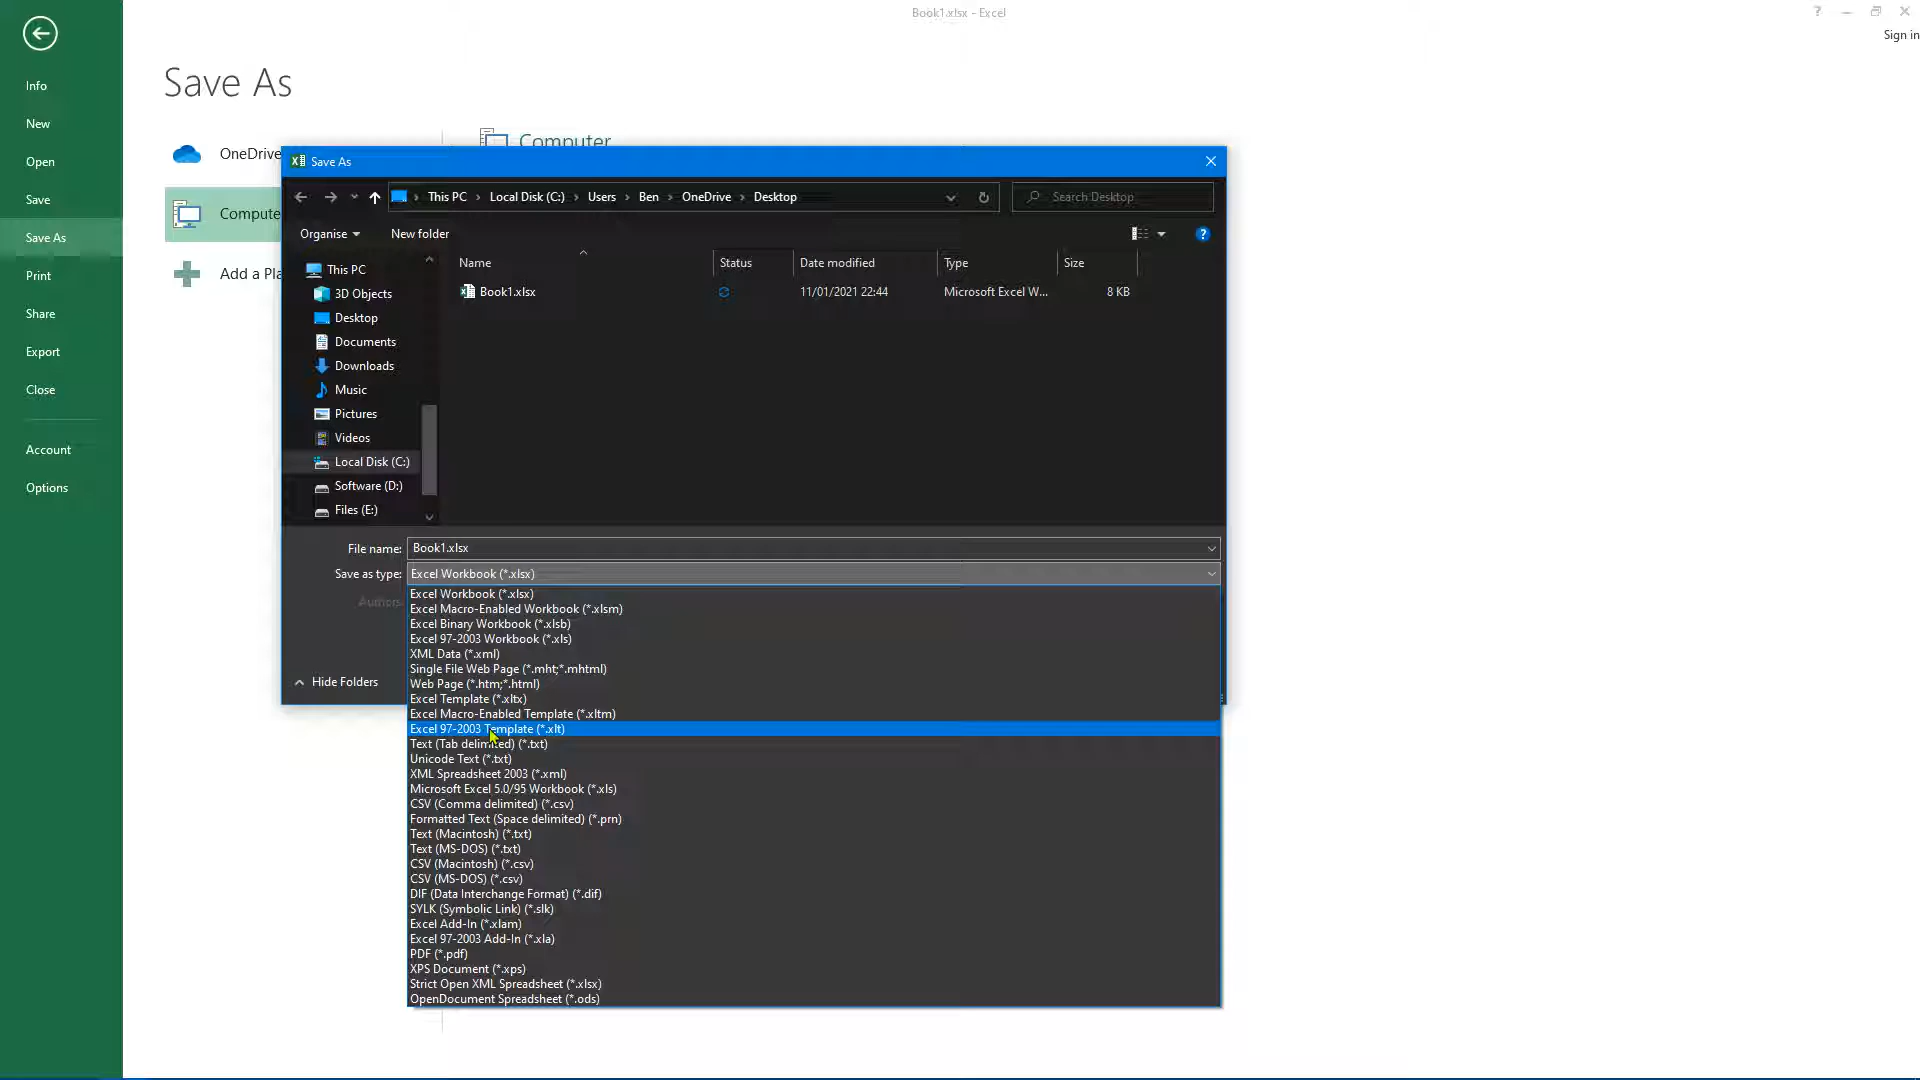 Book1.xlsx - Excel
?
Sign in
Info
New
Open
Save
Save As
Print
Share
Export
Close
Account
Options
Save As
OneDrive
Compute
Add a Pla
Computer
Save As
This PC › Local Disk (C:) › Users › Ben › OneDrive › Desktop
Search Desktop
Organise New folder
?
This PC
3D Objects
Desktop
Documents
Downloads
Music
Pictures
Videos
Local Disk (C:)
Software (D:)
Files (E:)
Name Status Date modified Type Size
Book1.xlsx 11/01/2021 22:44 Microsoft Excel W... 8 KB
File name: Book1.xlsx
Save as type: Excel Workbook (*.xlsx)
Authors:
Hide Folders
Excel Workbook (*.xlsx)
Excel Macro-Enabled Workbook (*.xlsm)
Excel Binary Workbook (*.xlsb)
Excel 97-2003 Workbook (*.xls)
XML Data (*.xml)
Single File Web Page (*.mht;*.mhtml)
Web Page (*.htm;*.html)
Excel Template (*.xltx)
Excel Macro-Enabled Template (*.xltm)
Excel 97-2003 Template (*.xlt)
Text (Tab delimited) (*.txt)
Unicode Text (*.txt)
XML Spreadsheet 2003 (*.xml)
Microsoft Excel 5.0/95 Workbook (*.xls)
CSV (Comma delimited) (*.csv)
Formatted Text (Space delimited) (*.prn)
Text (Macintosh) (*.txt)
Text (MS-DOS) (*.txt)
CSV (Macintosh) (*.csv)
CSV (MS-DOS) (*.csv)
DIF (Data Interchange Format) (*.dif)
SYLK (Symbolic Link) (*.slk)
Excel Add-In (*.xlam)
Excel 97-2003 Add-In (*.xla)
PDF (*.pdf)
XPS Document (*.xps)
Strict Open XML Spreadsheet (*.xlsx)
OpenDocument Spreadsheet (*.ods)